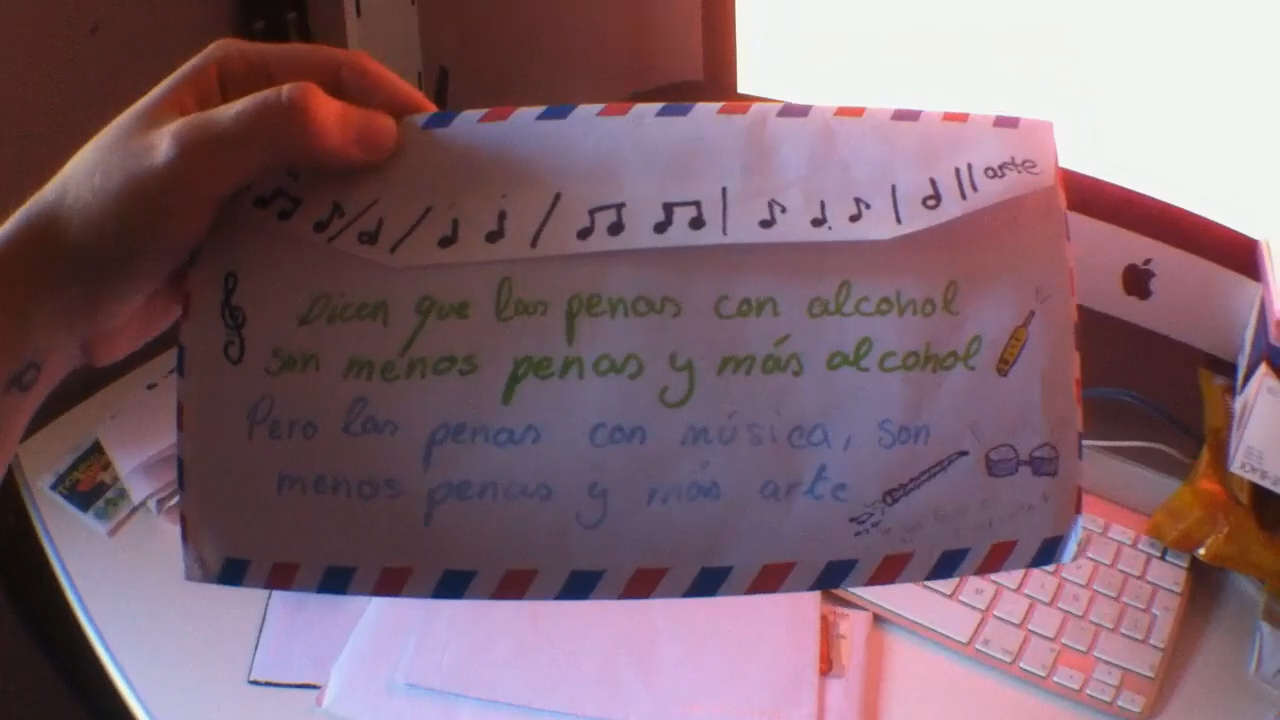 arte
Dicen que las penas con alcohol
son menos penas y más alcohol
Pero las penas con música, son
menos penas y más arte